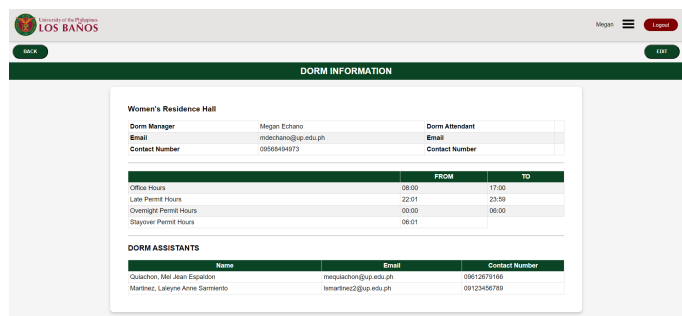 University of the Philippines
LOS BAÑOS
Megan
Logout
BACK
EDIT
DORM INFORMATION
Women's Residence Hall
Dorm Manager Megan Echano Dorm Attendant
Email mdechano@up.edu.ph Email
Contact Number 09568494973 Contact Number
FROM TO
Office Hours 08:00 17:00
Late Permit Hours 22:01 23:59
Overnight Permit Hours 00:00 06:00
Stayover Permit Hours 06:01
DORM ASSISTANTS
Name Email Contact Number
Quiachon, Mel Jean Espaldon mequiachon@up.edu.ph 09612679166
Martinez, Laleyne Anne Sarmiento lsmartinez2@up.edu.ph 09123456789